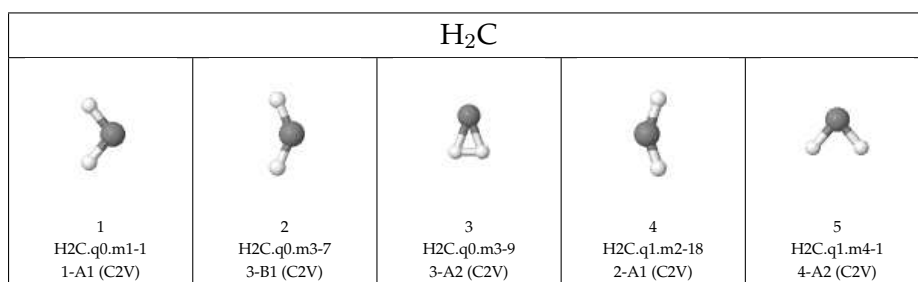 H₂C
1
H2C.q0.m1-1
1-A1 (C2V)
2
H2C.q0.m3-7
3-B1 (C2V)
3
H2C.q0.m3-9
3-A2 (C2V)
4
H2C.q1.m2-18
2-A1 (C2V)
5
H2C.q1.m4-1
4-A2 (C2V)